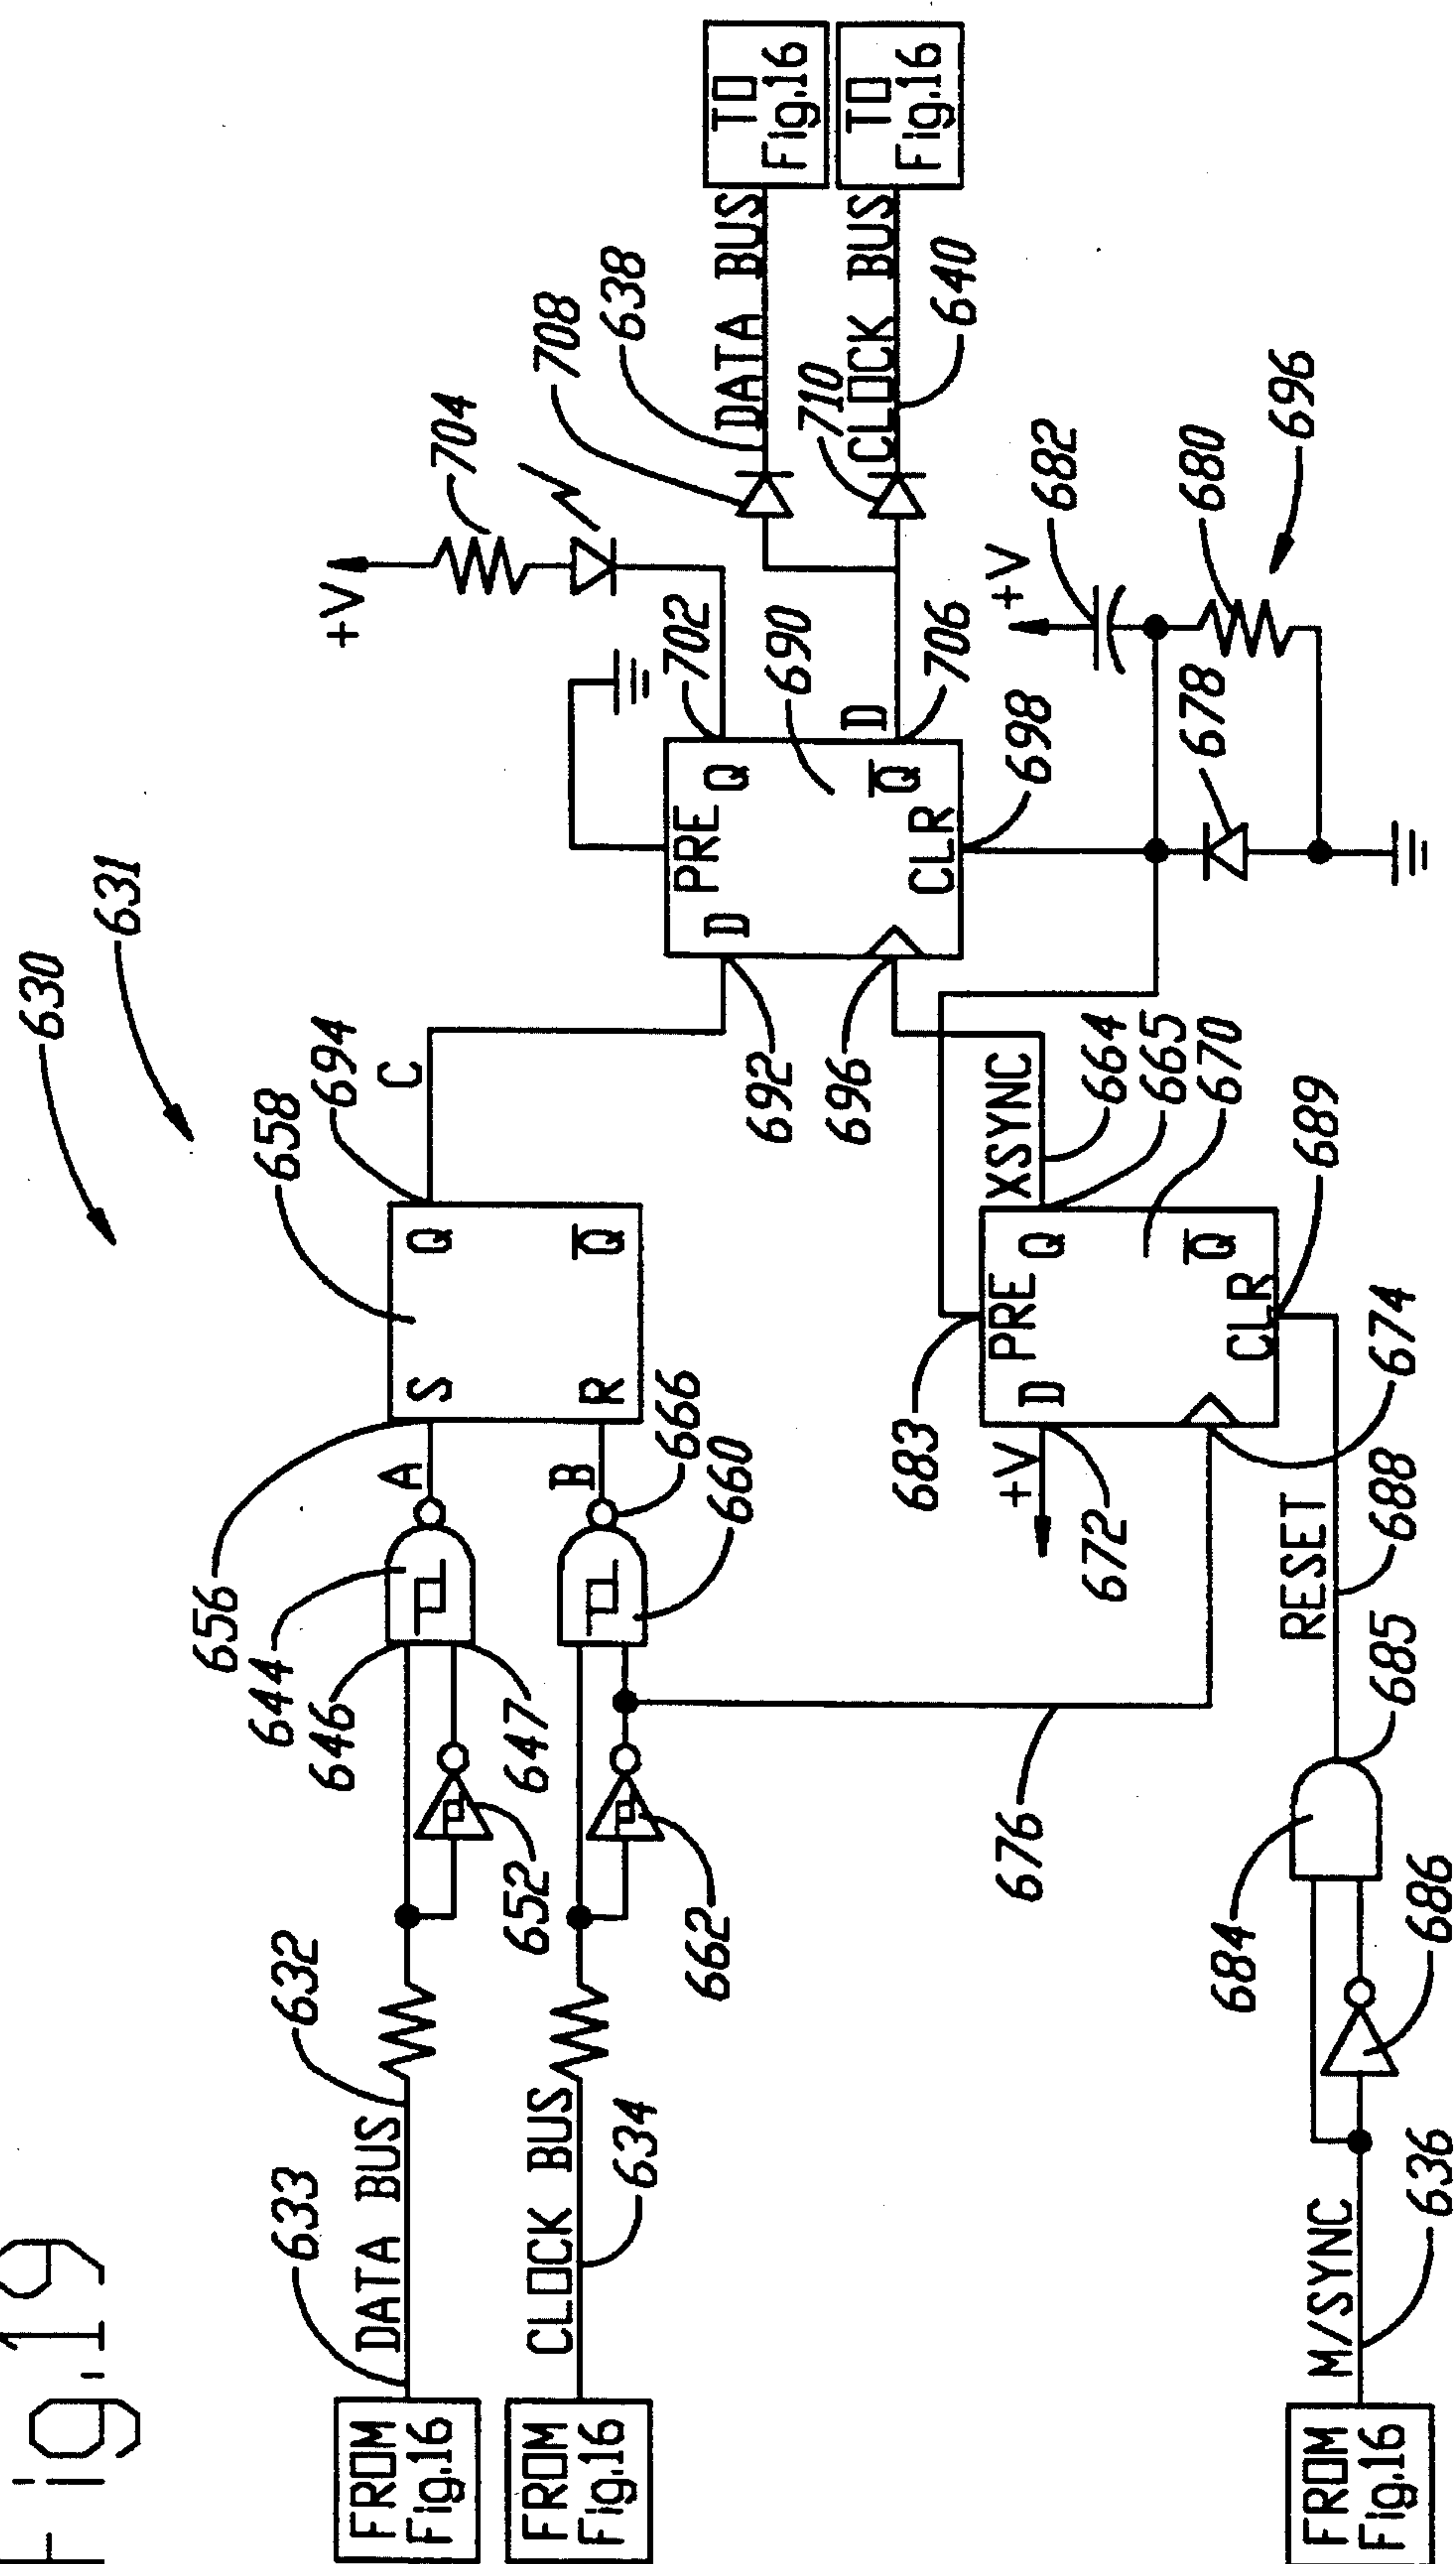 Fig.19
630
631
FROM
Fig.16
633
DATA BUS
632
646
644
656
647
652
A
S
Q
658
694
C
FROM
Fig.16
CLOCK BUS
634
662
B
666
660
R
Q
676
FROM
Fig.16
M/SYNC
636
686
684
685
RESET
688
674
689
672
+V
683
D
PRE
Q
Q
CLR
XSYNC
664
665
670
692
696
D
PRE
Q
Q
CLR
690
702
706
698
D
+V
704
708
638
DATA BUS
TO
Fig.16
710
CLOCK BUS
640
TO
Fig.16
+V
682
678
680
696